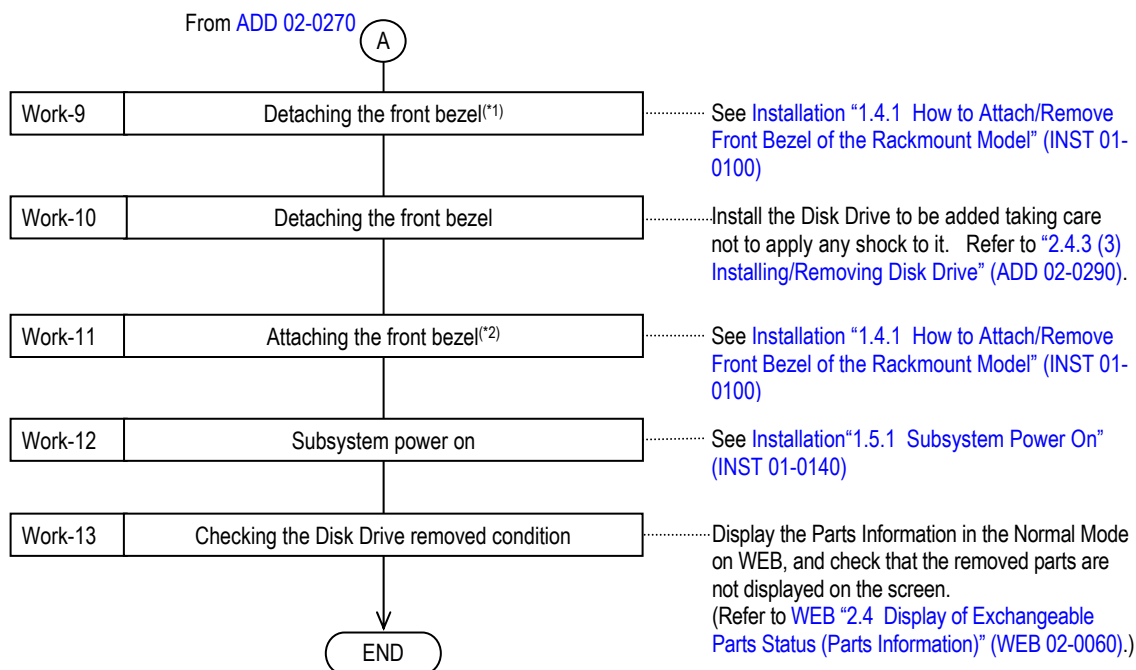 From ADD 02-0270
A
Work-9
Detaching the front bezel(*1)
See Installation “1.4.1 How to Attach/Remove
Front Bezel of the Rackmount Model” (INST 01-
0100)
Work-10
Detaching the front bezel
Install the Disk Drive to be added taking care
not to apply any shock to it. Refer to “2.4.3 (3)
Installing/Removing Disk Drive” (ADD 02-0290).
Work-11
Attaching the front bezel(*2)
See Installation “1.4.1 How to Attach/Remove
Front Bezel of the Rackmount Model” (INST 01-
0100)
Work-12
Subsystem power on
See Installation“1.5.1 Subsystem Power On”
(INST 01-0140)
Work-13
Checking the Disk Drive removed condition
Display the Parts Information in the Normal Mode
on WEB, and check that the removed parts are
not displayed on the screen.
(Refer to WEB “2.4 Display of Exchangeable
Parts Status (Parts Information)” (WEB 02-0060).)
END